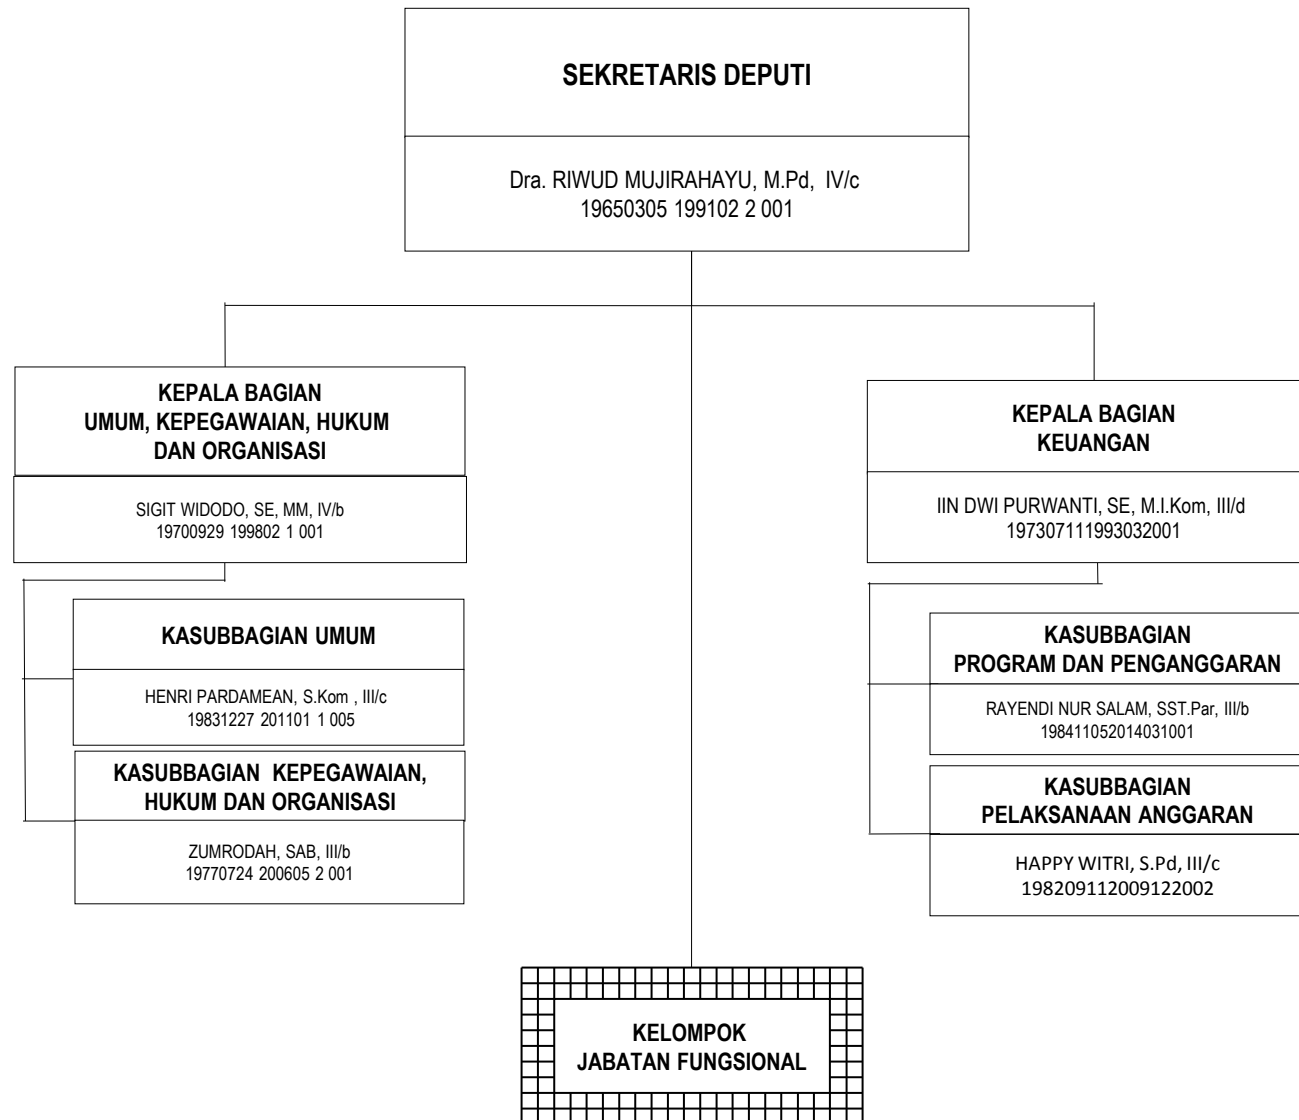 SEKRETARIS DEPUTI
Dra. RIWUD MUJIRAHAYU, M.Pd, IV/c
19650305 199102 2 001
KEPALA BAGIAN
UMUM, KEPEGAWAIAN, HUKUM
DAN ORGANISASI
SIGIT WIDODO, SE, MM, IV/b
19700929 199802 1 001
KASUBBAGIAN UMUM
HENRI PARDAMEAN, S.Kom , III/c
19831227 201101 1 005
KASUBBAGIAN KEPEGAWAIAN,
HUKUM DAN ORGANISASI
ZUMRODAH, SAB, III/b
19770724 200605 2 001
KEPALA BAGIAN
KEUANGAN
IIN DWI PURWANTI, SE, M.I.Kom, III/d
197307111993032001
KASUBBAGIAN
PROGRAM DAN PENGANGGARAN
RAYENDI NUR SALAM, SST.Par, III/b
198411052014031001
KASUBBAGIAN
PELAKSANAAN ANGGARAN
HAPPY WITRI, S.Pd, III/c
198209112009122002
KELOMPOK
JABATAN FUNGSIONAL